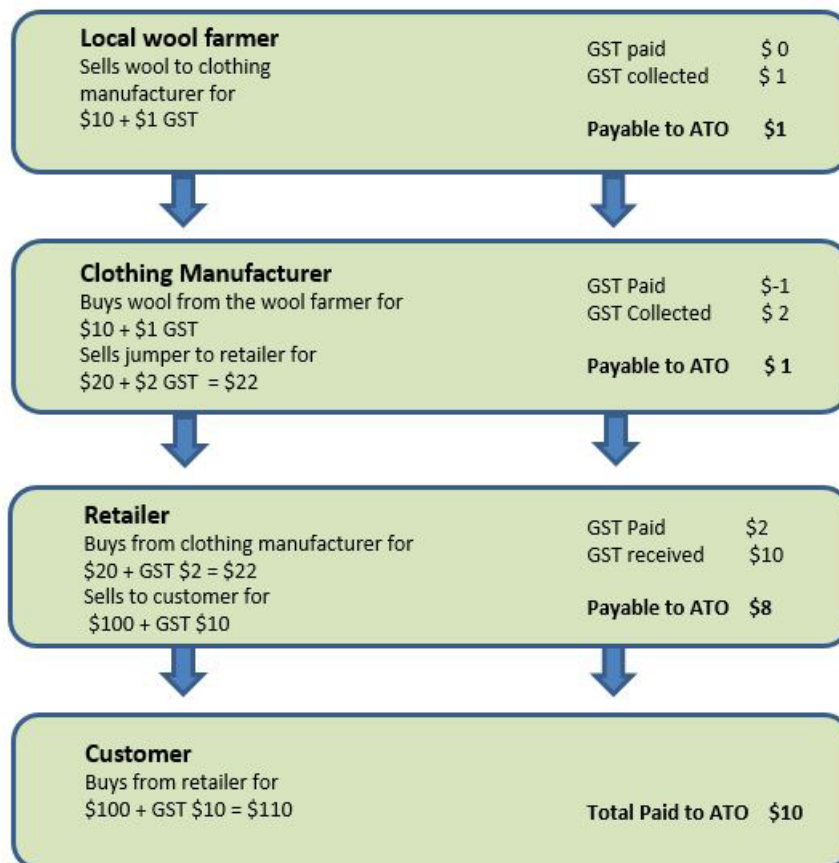 Local wool farmer
Sells wool to clothing
manufacturer for
$10 + $1 GST
GST paid $ 0
GST collected $ 1
Payable to ATO $1
Clothing Manufacturer
Buys wool from the wool farmer for
$10 + $1 GST
Sells jumper to retailer for
$20 + $2 GST = $22
GST Paid $-1
GST Collected $ 2
Payable to ATO $ 1
Retailer
Buys from clothing manufacturer for
$20 + GST $2 = $22
Sells to customer for
$100 + GST $10
GST Paid $2
GST received $10
Payable to ATO $8
Customer
Buys from retailer for
$100 + GST $10 = $110
Total Paid to ATO $10